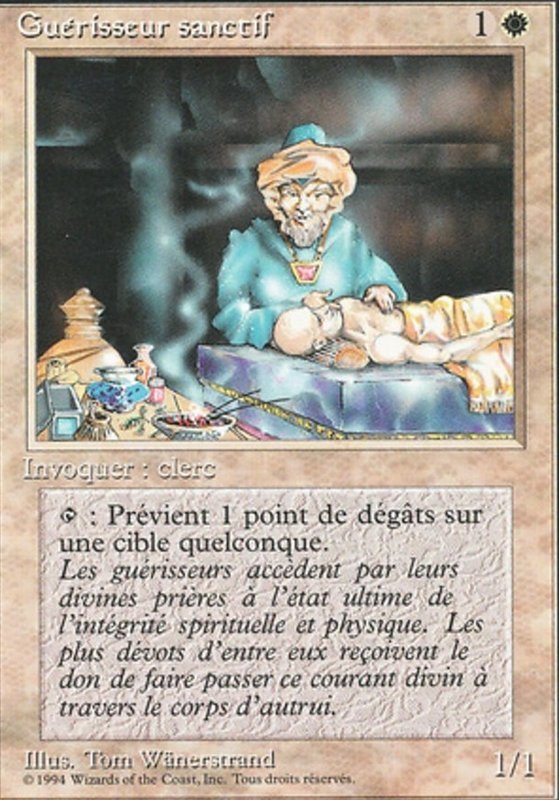 Guérisseur sanctif 1
Invoquer : clerc
: Prévient 1 point de dégâts sur
une cible quelconque.
Les guérisseurs accèdent par leurs
divines prières à l'état ultime de
l'intégrité spirituelle et physique. Les
plus dévots d'entre eux reçoivent le
don de faire passer ce courant divin à
travers le corps d'autrui.
Illus. Tom Wänerstrand
1/1
© 1994 Wizards of the Coast, Inc. Tous droits réservés.